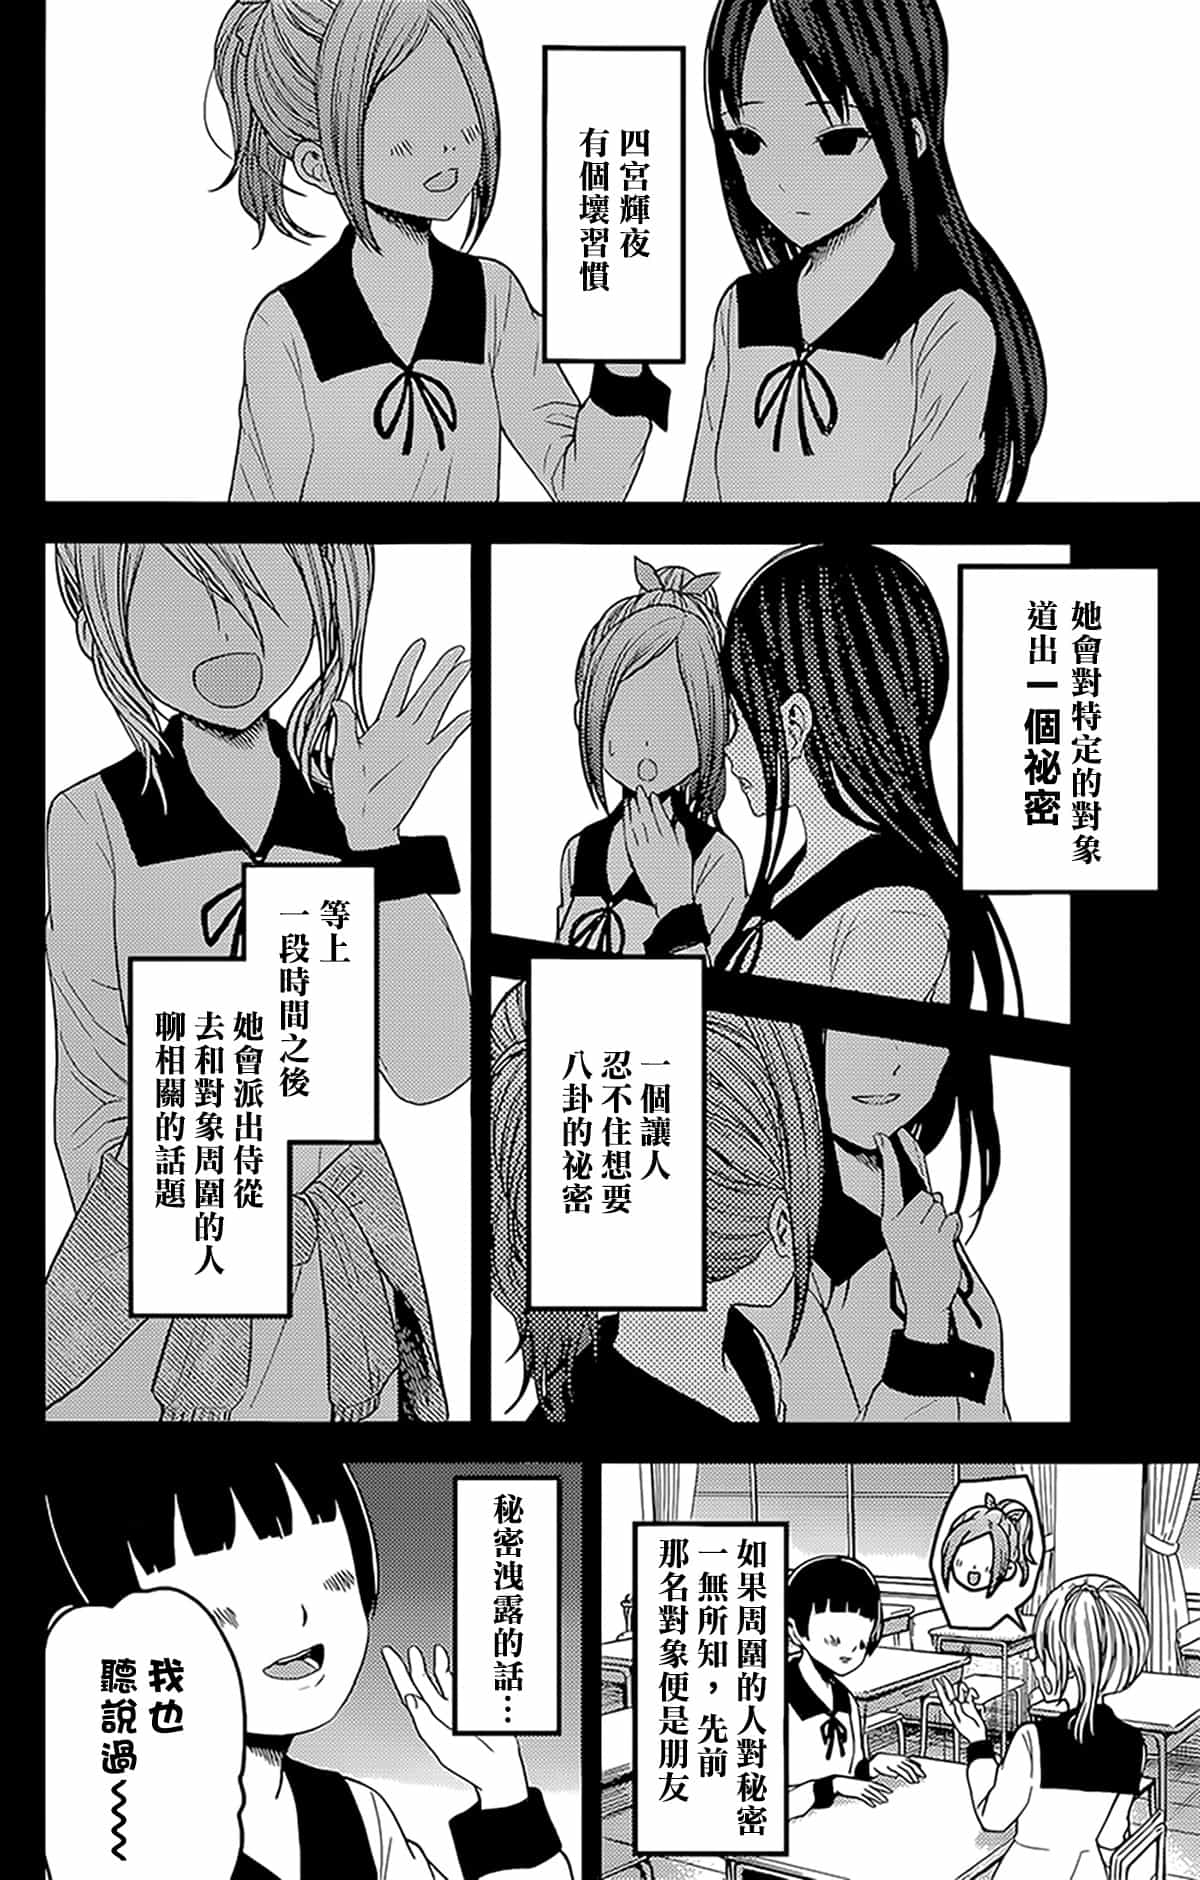 四宮輝夜
有個壞習慣
她會對特定的對象
道出一個祕密
一個讓人
忍不住想要
八卦的祕密
等上
一段時間之後
她會派出侍從
去和對象周圍的人
聊相關的話題
如果周圍的人對秘密
一無所知，先前
那名對象便是朋友
秘密洩露的話…
我也
聽說過～～～